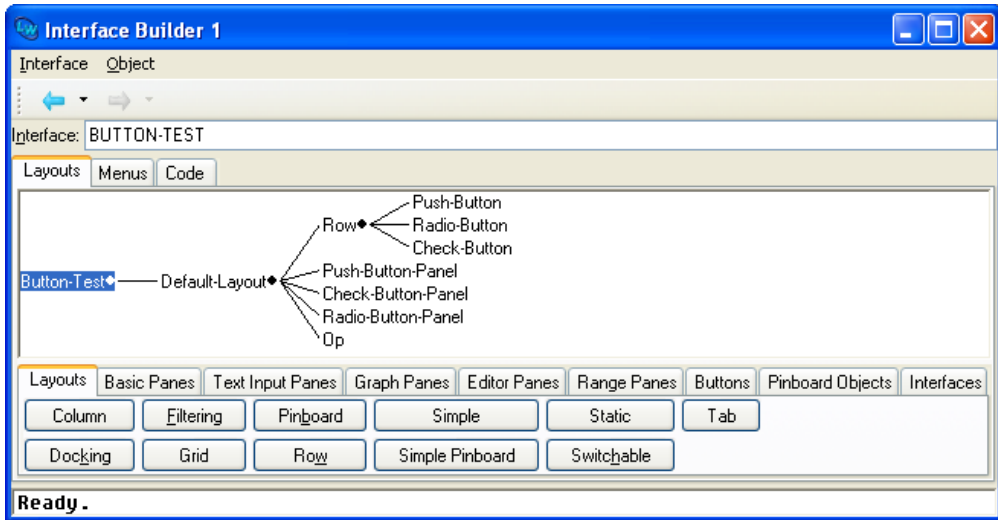 LW Interface Builder 1
Interface Object
Interface: BUTTON-TEST
Layouts Menus Code
Push-Button
Row Radio-Button
Check-Button
Button-Test Default-Layout Push-Button-Panel
Check-Button-Panel
Radio-Button-Panel
Op
Layouts Basic Panes Text Input Panes Graph Panes Editor Panes Range Panes Buttons Pinboard Objects Interfaces
Column Filtering Pinboard Simple Static Tab
Docking Grid Row Simple Pinboard Switchable
Ready.